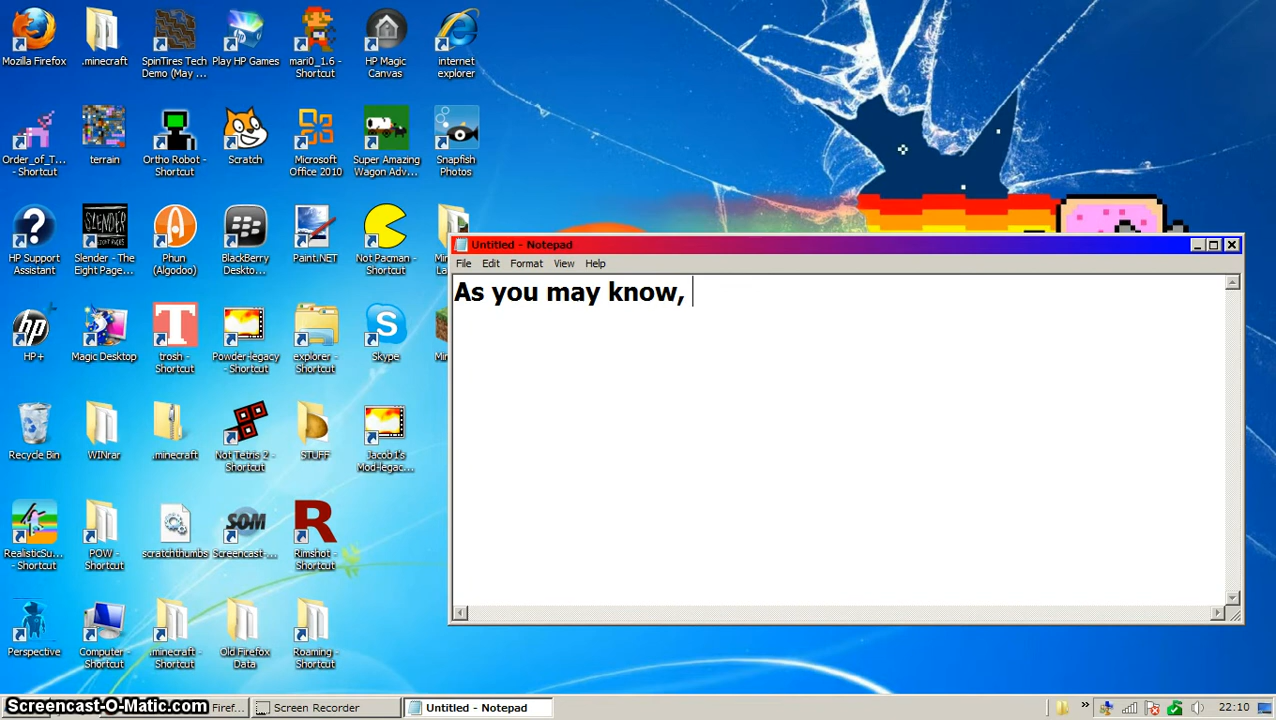 Mozilla Firefox
.minecraft
SpinTires Tech
Demo (May ...
Play HP Games
mari0_1.6 -
Shortcut
HP Magic
Canvas
internet
explorer
Order_of_T...
- Shortcut
terrain
Ortho Robot -
Shortcut
Scratch
Microsoft
Office 2010
Super Amazing
Wagon Adv...
Snapfish
Photos
HP Support
Assistant
SLENDER
Slender - The
Eight Page...
Phun
(Algodoo)
BlackBerry
Deskto...
Paint.NET
Not Pacman -
Shortcut
Untitled - Notepad
File Edit Format View Help
As you may know,
HP+
Magic Desktop
trosh -
Shortcut
Powder-legacy
- Shortcut
explorer -
Shortcut
Skype
Recycle Bin
WINrar
.minecraft
Not Tetris 2 -
Shortcut
STUFF
Jacob1's
Mod-legac...
RealisticSu...
- Shortcut
POW -
Shortcut
scratchthumbs
SOM
Screencast-...
R
Rimshot -
Shortcut
Perspective
Computer -
Shortcut
.minecraft -
Shortcut
Old Firefox
Data
Roaming -
Shortcut
Screencast-O-Matic.com
Firef...
Screen Recorder
Untitled - Notepad
22:10